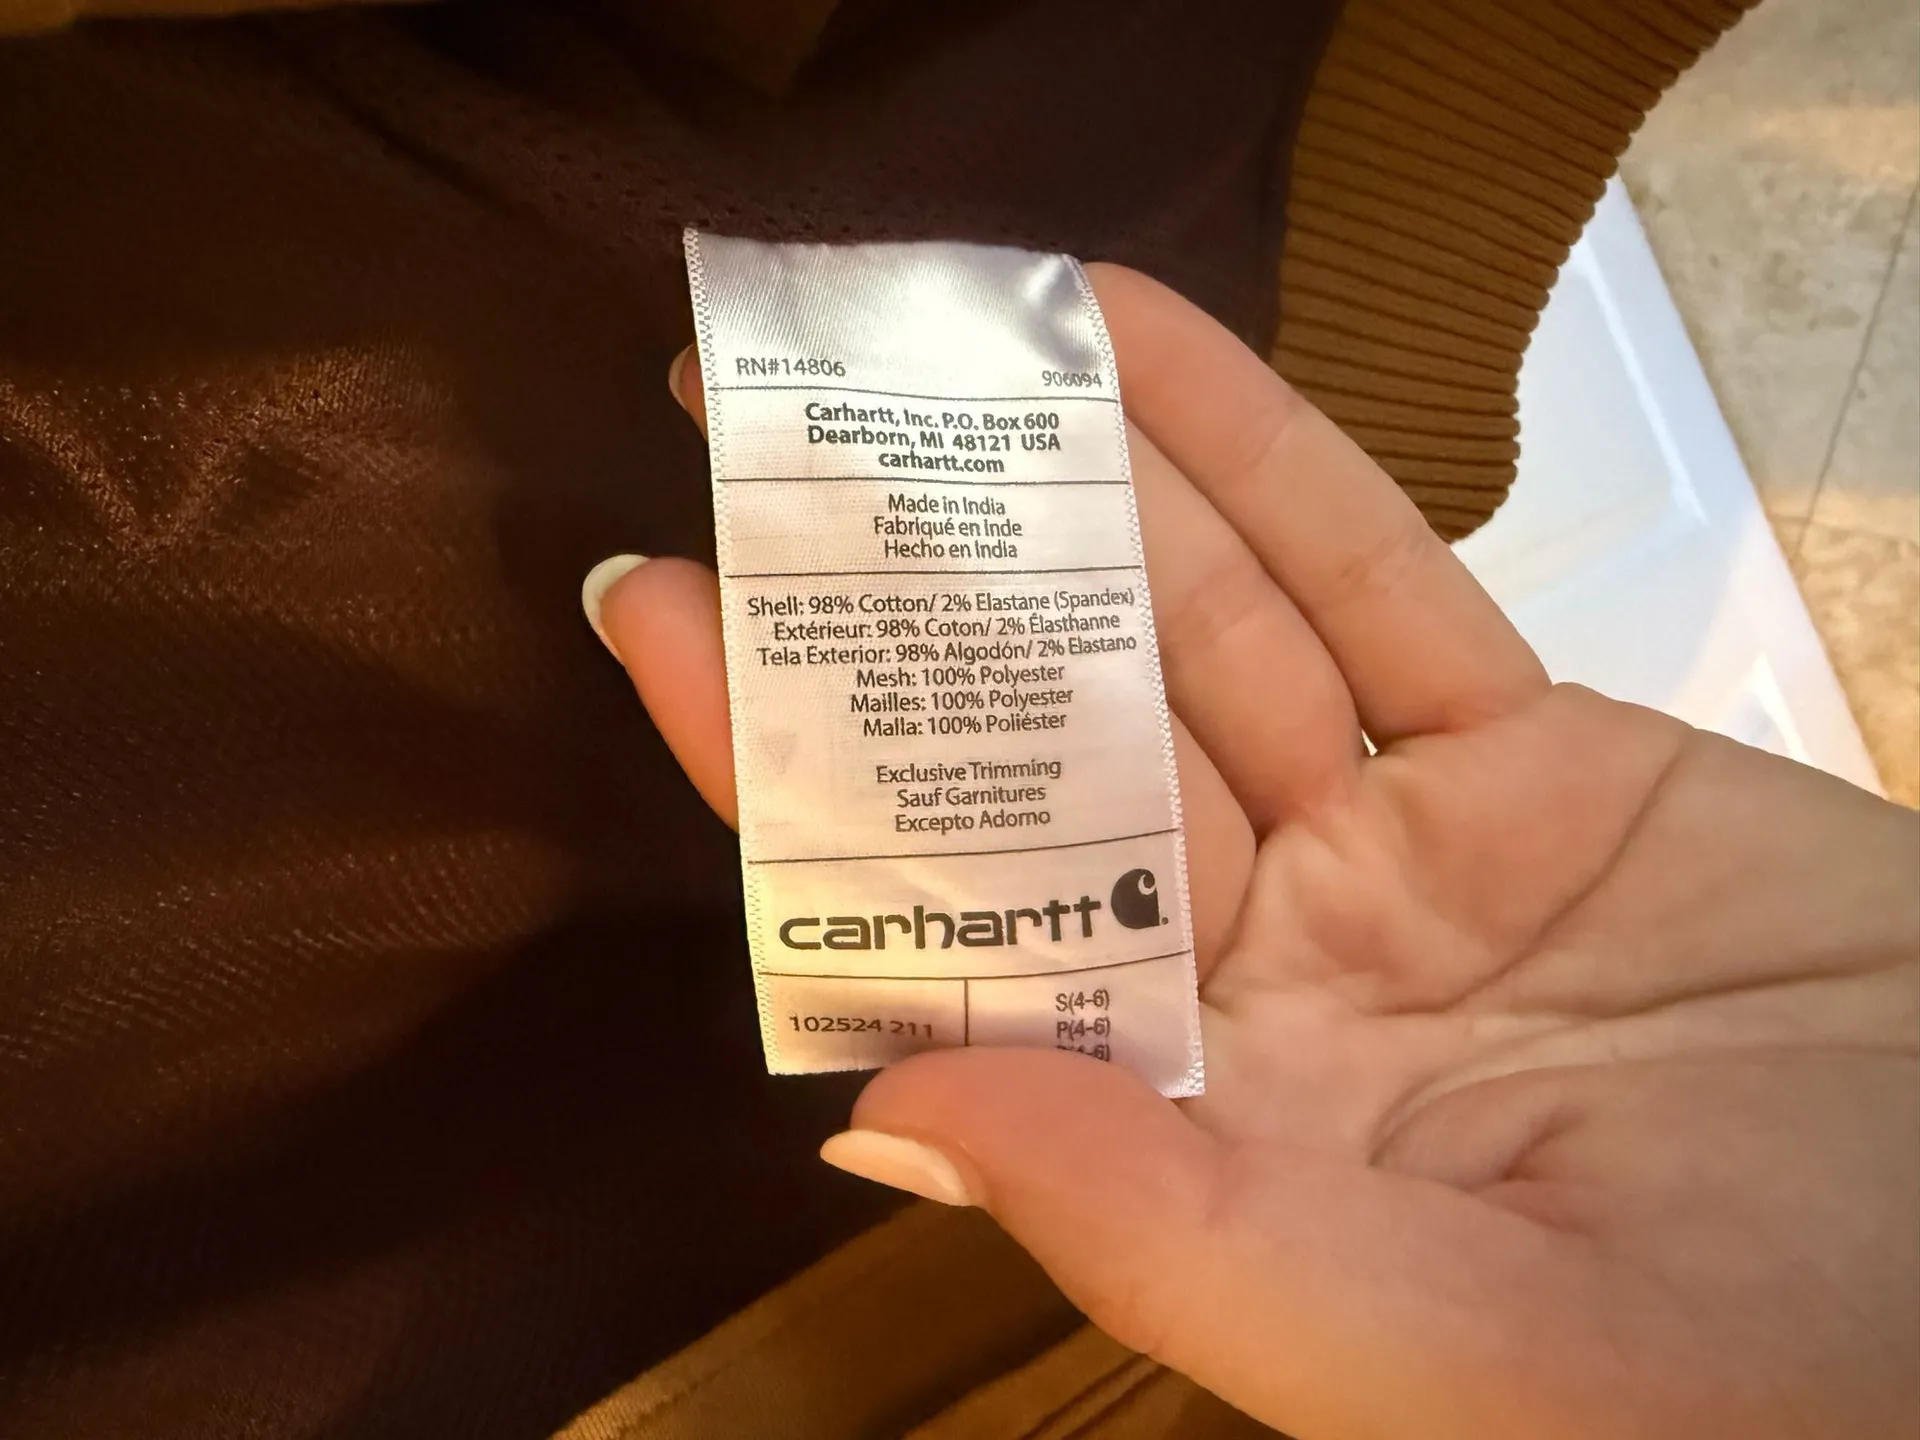 RN#14806
906094
Carhartt, Inc. P.O. Box 600
Dearborn, MI 48121 USA
carhartt.com
Made in India
Fabriqué en Inde
Hecho en India
Shell: 98% Cotton/ 2% Elastane (Spandex)
Extérieur: 98% Coton/ 2% Élasthanne
Tela Exterior: 98% Algodón/ 2% Elastano
Mesh: 100% Polyester
Mailles: 100% Polyester
Malla: 100% Poliéster
Exclusive Trimming
Sauf Garnitures
Excepto Adorno
carhartt
102524 211
S(4-6)
P(4-6)